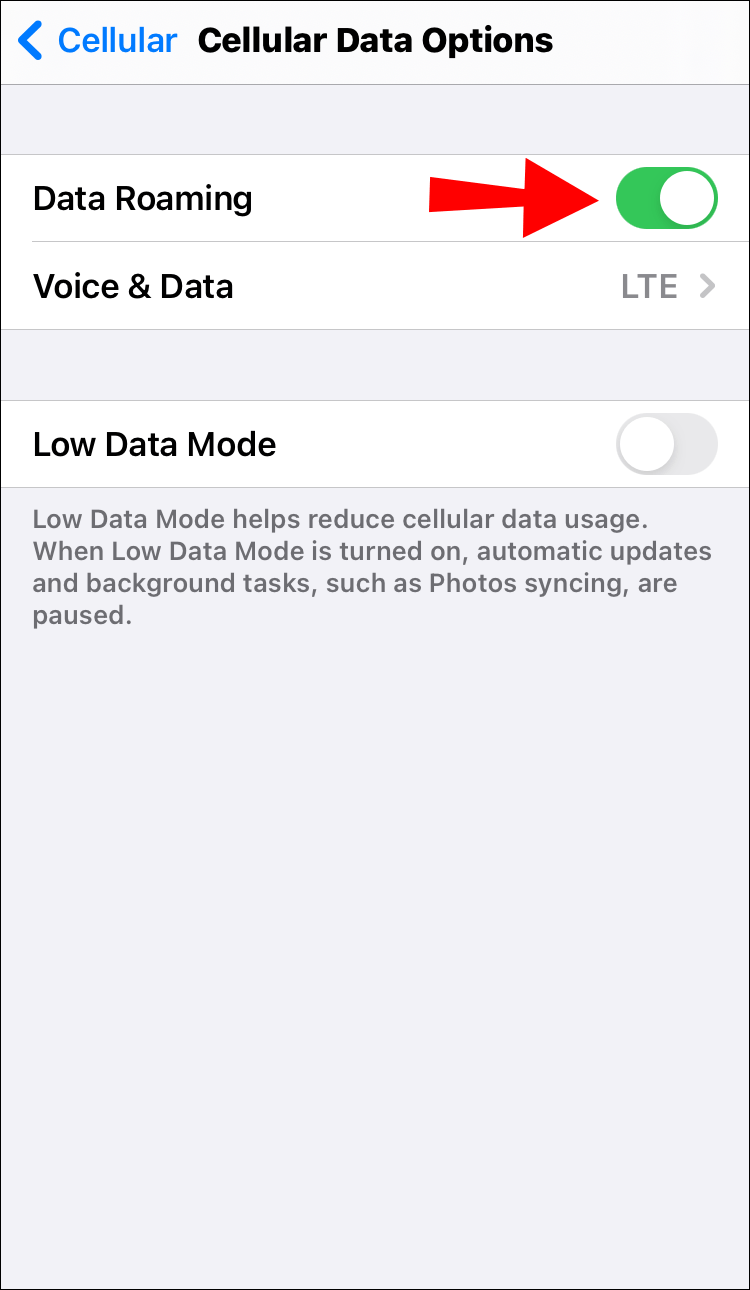 Cellular Cellular Data Options
Data Roaming
Voice & Data LTE
Low Data Mode
Low Data Mode helps reduce cellular data usage.
When Low Data Mode is turned on, automatic updates
and background tasks, such as Photos syncing, are
paused.